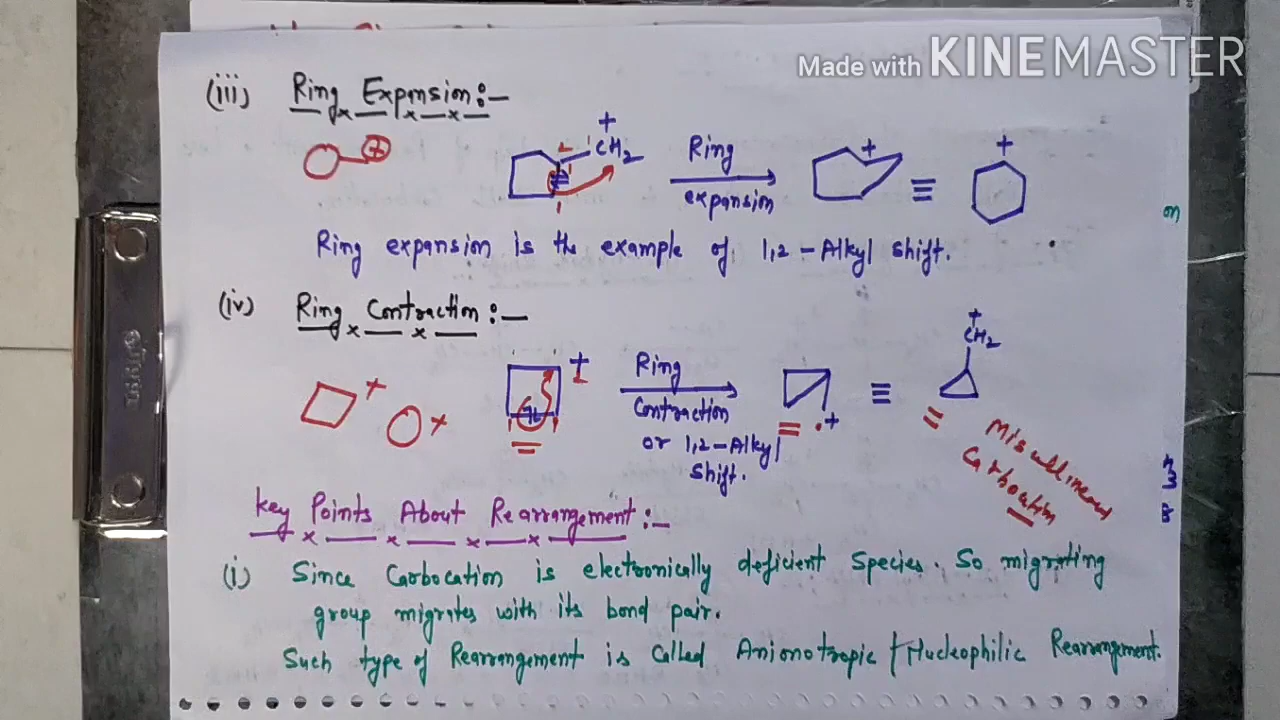 Made with KINEMASTER
(iii) Ring Expansion:-
+
CH2
Ring
expansion
+
≡
+
Ring expansion is the example of 1,2-Alkyl shift.
(iv) Ring Contraction:-
+
+
+
Ring
Contraction
or 1,2-Alkyl
Shift.
+
≡
+
CH2
Key Points About Rearrangement:-
(i) Since Carbocation is electronically deficient Species. So migrating
group migrates with its bond pair.
Such type of Rearrangement is called Anionotropic / Nucleophilic Rearrangement.